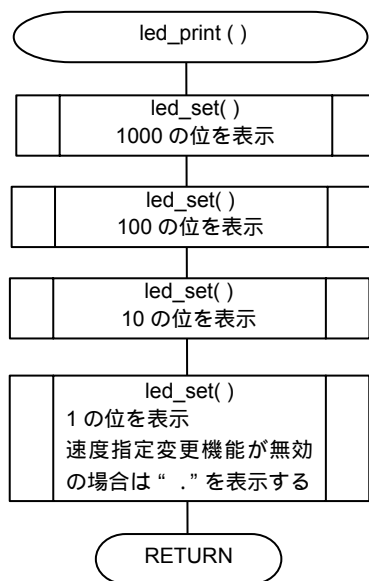 led_print ( )
led_set( )
1000 の位を表示
led_set( )
100 の位を表示
led_set( )
10 の位を表示
led_set( )
1 の位を表示
速度指定変更機能が無効
の場合は “ .” を表示する
RETURN